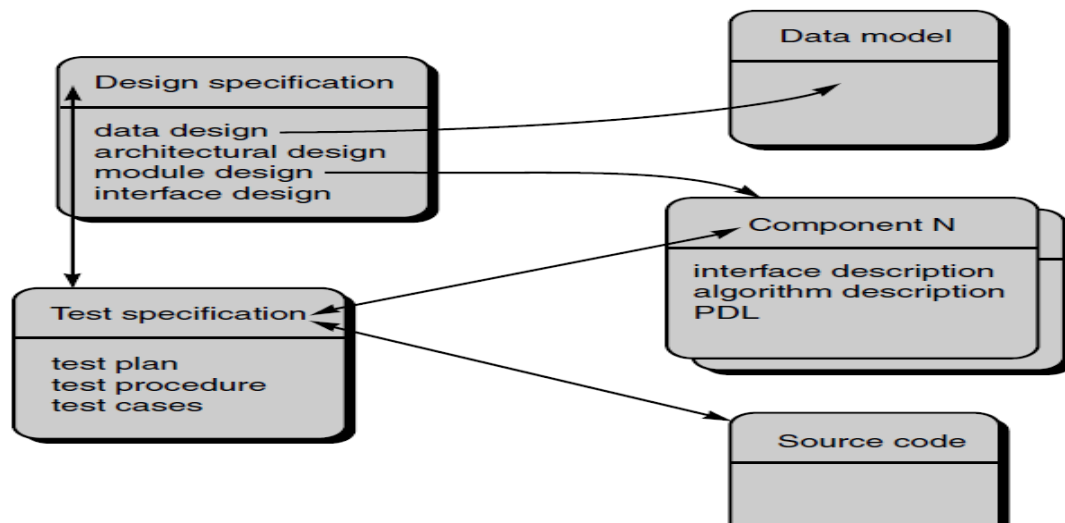 Data model
Design specification
data design
architectural design
module design
interface design
Component N
interface description
algorithm description
PDL
Test specification
test plan
test procedure
test cases
Source code